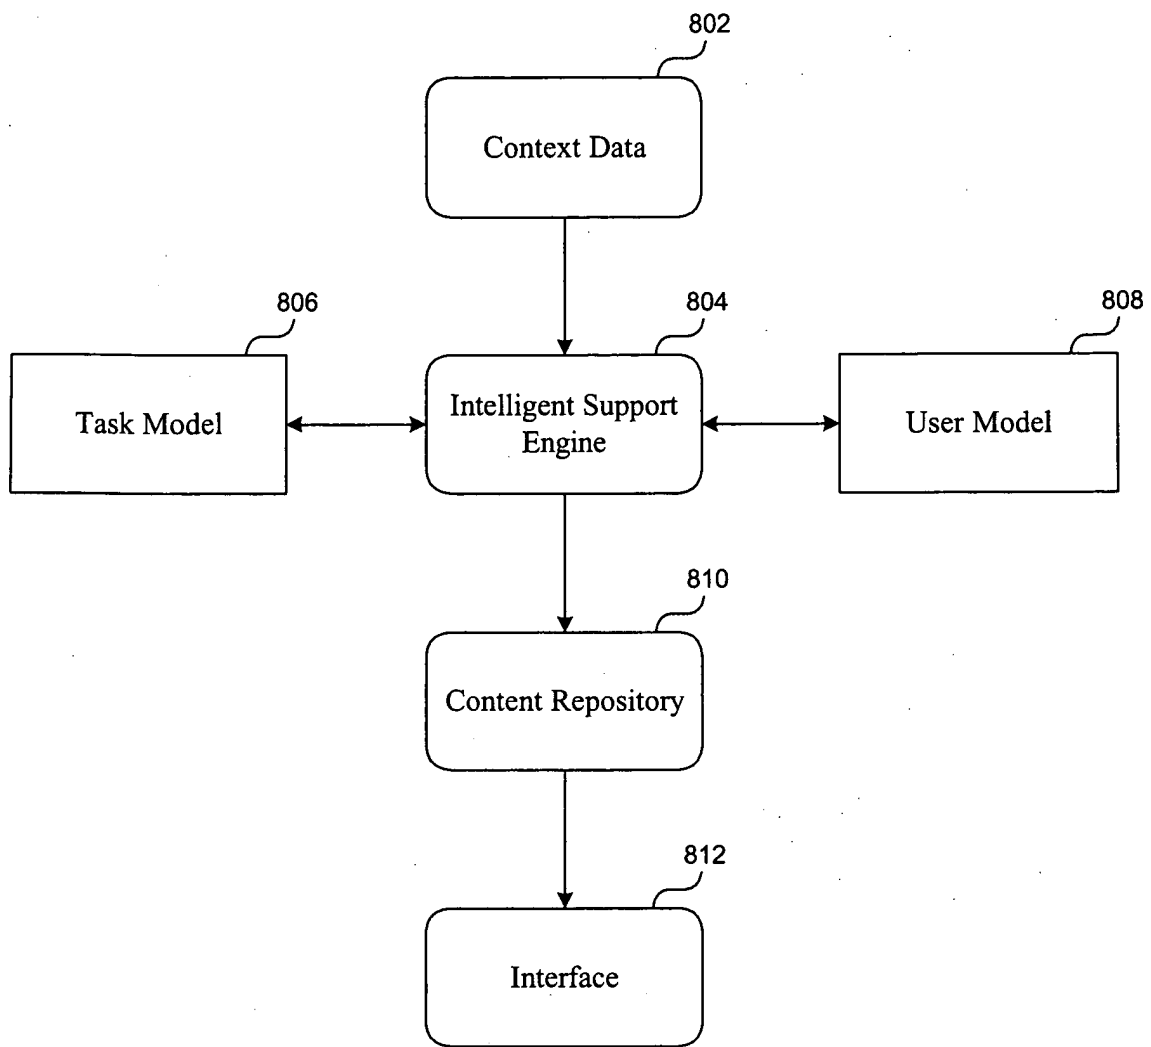 802
Context Data
806
804
808
Task Model
Intelligent Support
Engine
User Model
810
Content Repository
812
Interface